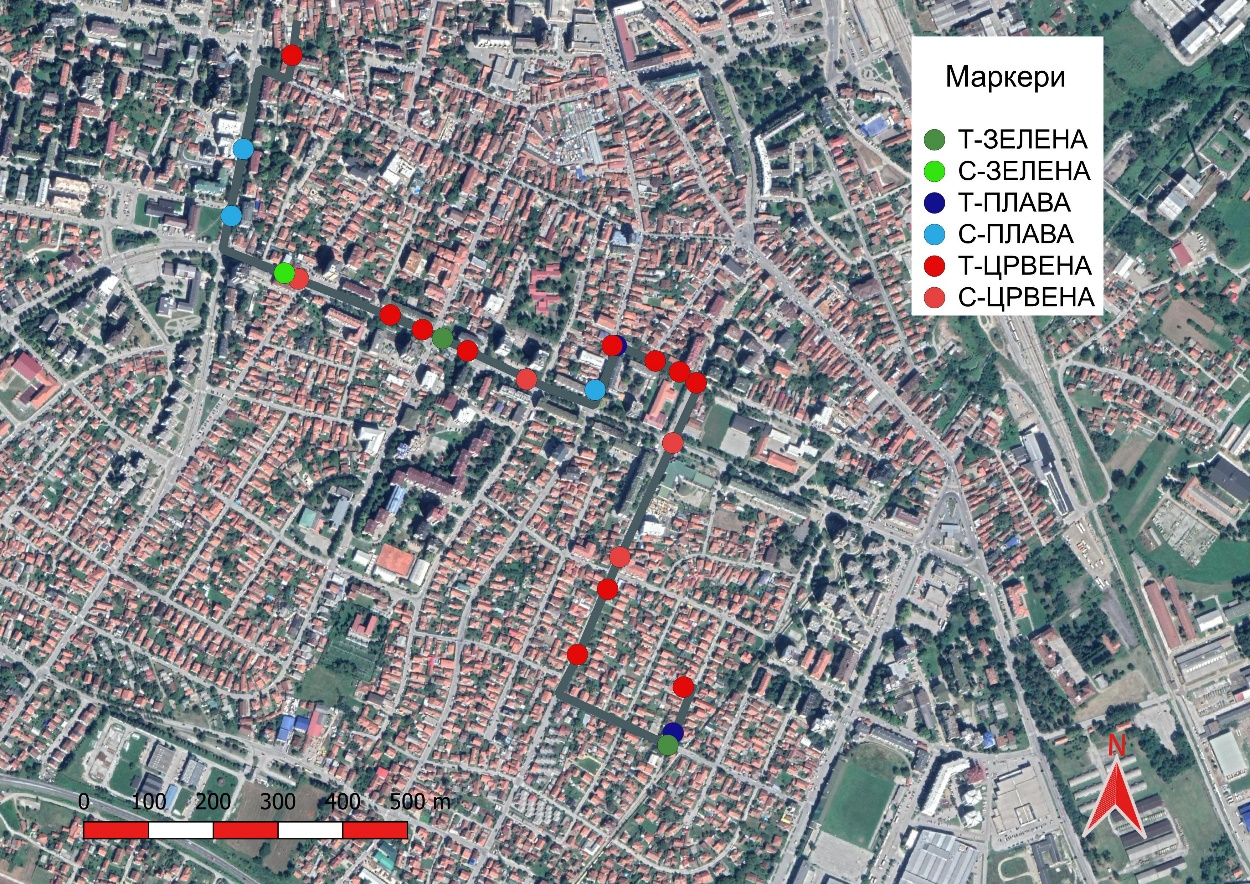 Маркери
Т-ЗЕЛЕНА
С-ЗЕЛЕНА
Т-ПЛАВА
С-ПЛАВА
Т-ЦРВЕНА
С-ЦРВЕНА
N
0 100 200 300 400 500 m